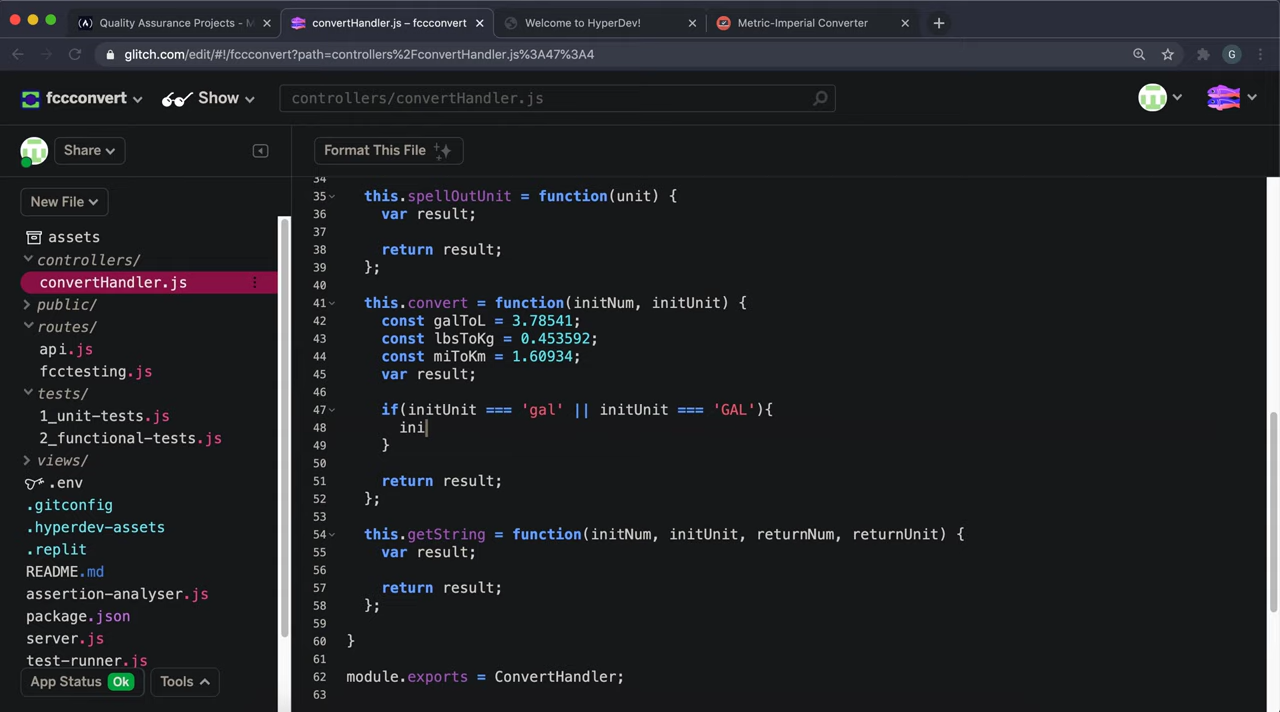 Quality Assurance Projects - M
convertHandler.js – fccconvert
Welcome to HyperDev!
Metric-Imperial Converter
glitch.com/edit/#!/fccconvert?path=controllers%2FconvertHandler.js%3A47%3A4
G
fccconvert
Show
controllers/convertHandler.js
Share
Format This File
New File
assets
controllers/
convertHandler.js
public/
routes/
api.js
fcctesting.js
tests/
1_unit-tests.js
2_functional-tests.js
views/
.env
.gitconfig
.hyperdev-assets
.replit
README.md
assertion-analyser.js
package.json
server.js
test-runner.js
App Status Ok
Tools
34
35 this.spellOutUnit = function(unit) {
36 var result;
37
38 return result;
39 };
40
41 this.convert = function(initNum, initUnit) {
42 const galToL = 3.78541;
43 const lbsToKg = 0.453592;
44 const miToKm = 1.60934;
45 var result;
46
47 if(initUnit === 'gal' || initUnit === 'GAL'){
48 ini
49 }
50
51 return result;
52 };
53
54 this.getString = function(initNum, initUnit, returnNum, returnUnit) {
55 var result;
56
57 return result;
58 };
59
60 }
61
62 module.exports = ConvertHandler;
63